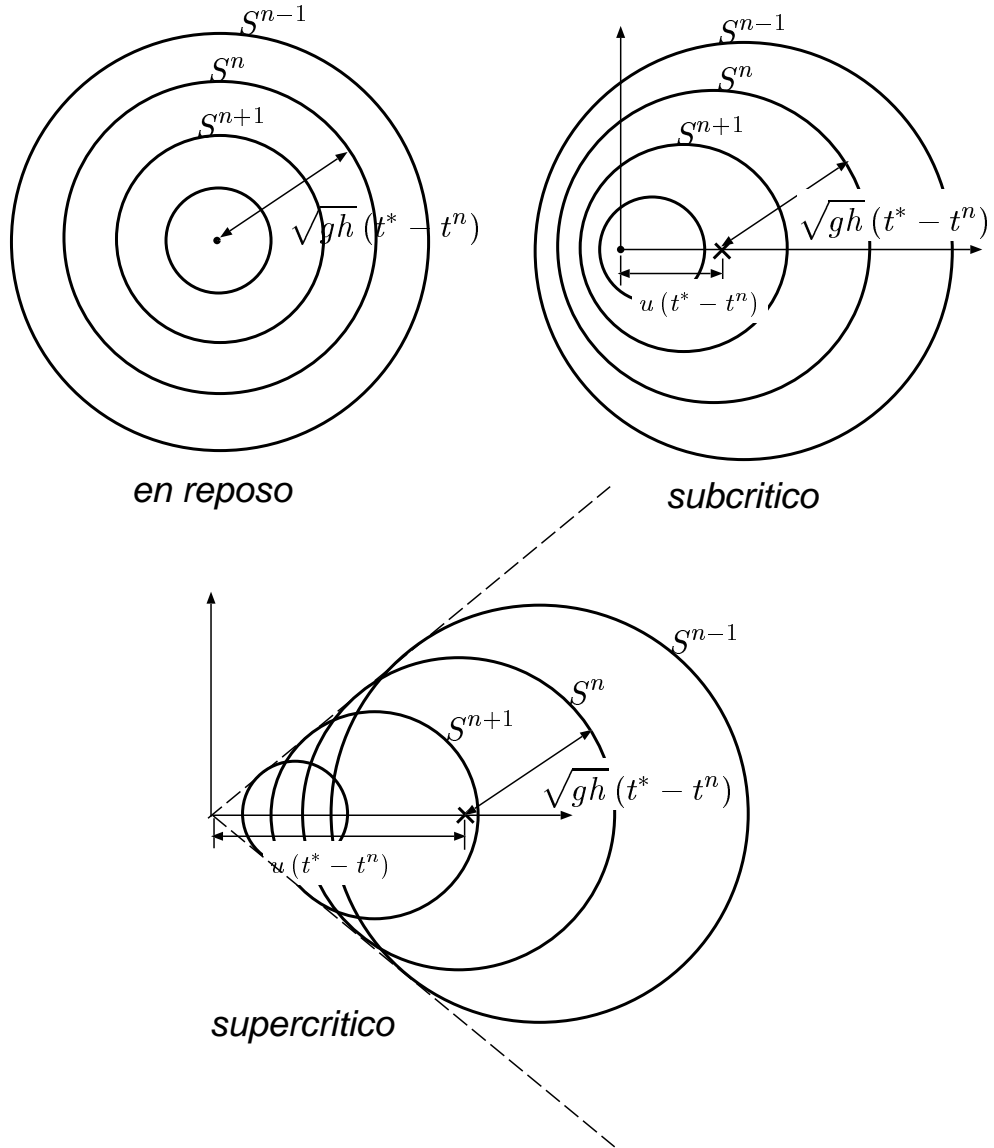 S^{n-1}
S^n
S^{n+1}
√gh (t* − t^n)
en reposo
S^{n-1}
S^n
S^{n+1}
√gh (t* − t^n)
u (t* − t^n)
subcritico
S^{n-1}
S^n
S^{n+1}
√gh (t* − t^n)
u (t* − t^n)
supercritico